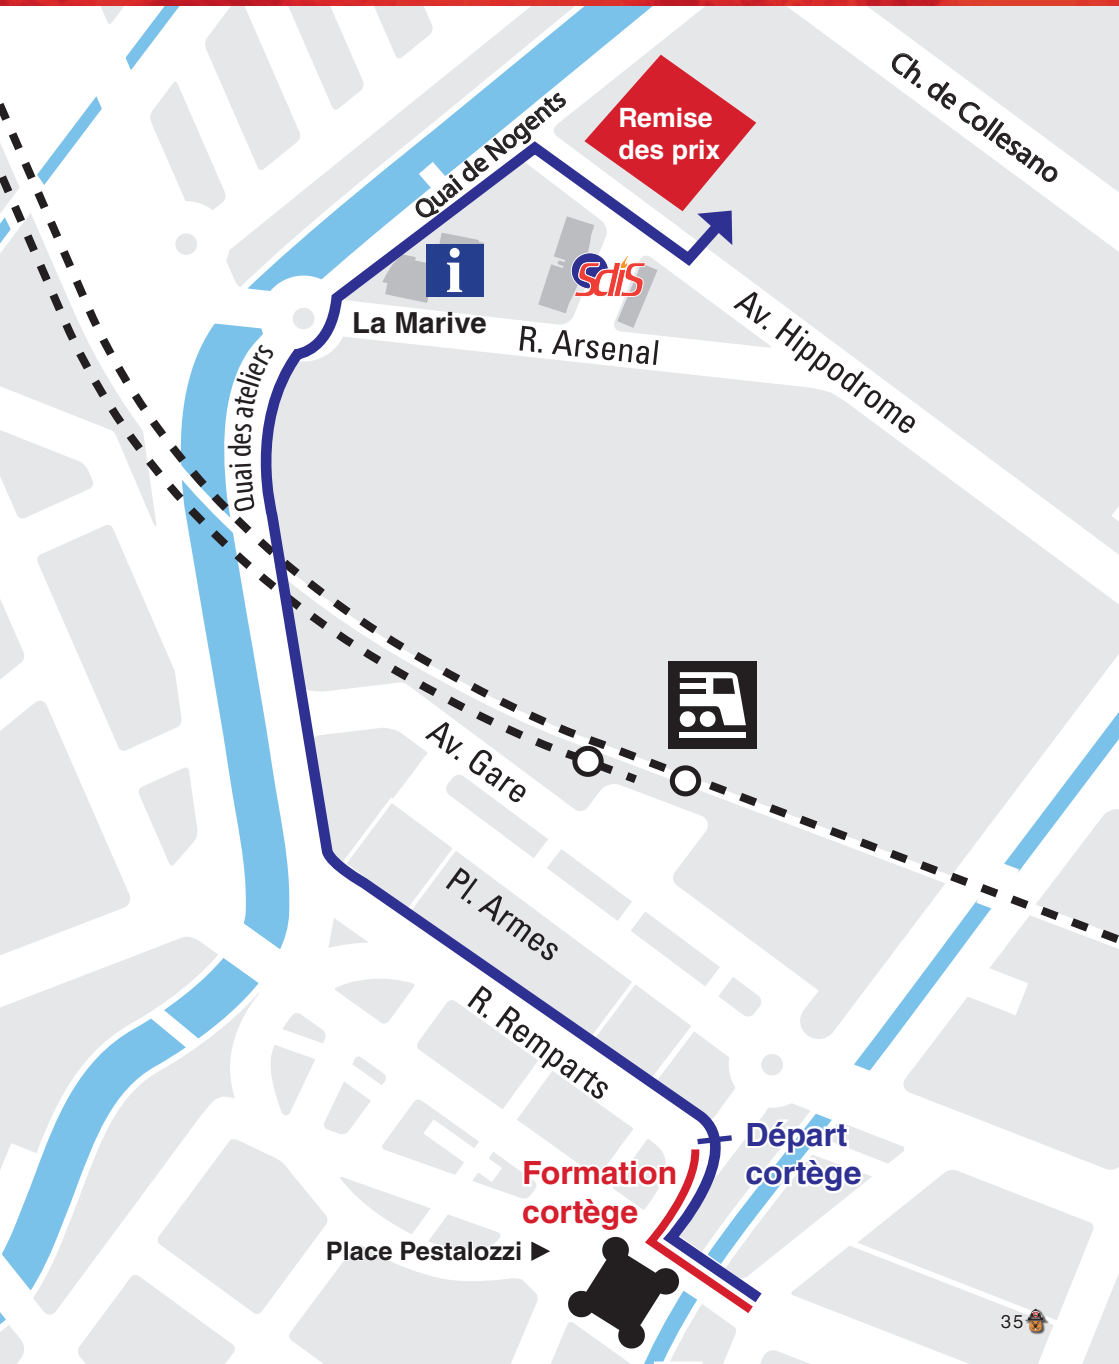 Ch. de Collesano
Remise
des prix
Quai de Nogents
i
SdiS
La Marive
R. Arsenal
Av. Hippodrome
Quai des ateliers
Av. Gare
Pl. Armes
R. Remparts
Départ
cortège
Formation
cortège
Place Pestalozzi ►
35